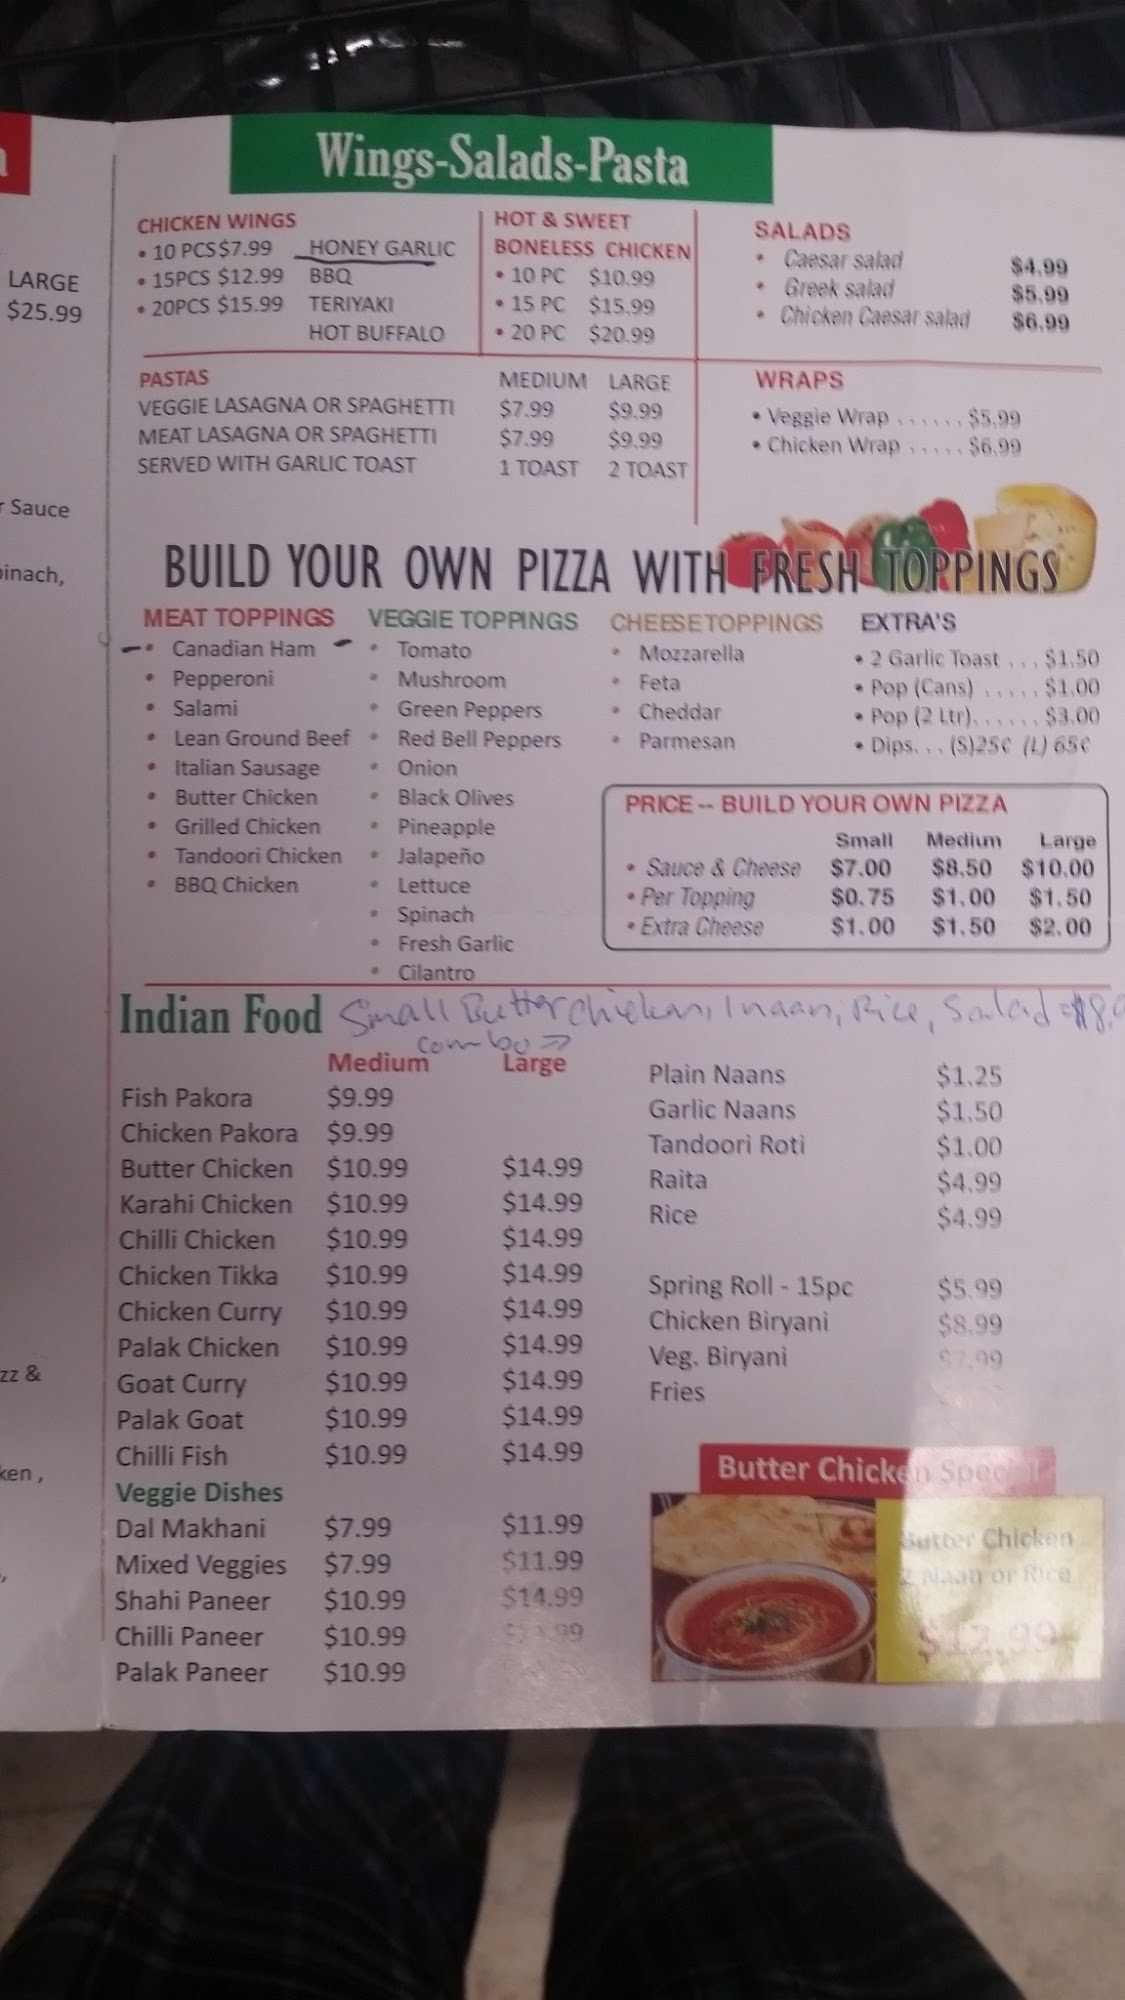 LARGE
$25.99
Sauce
zz &
Wings-Salads-Pasta
CHICKEN WINGS
• 10 PCS $7.99 HONEY GARLIC
• 15PCS $12.99 BBQ
• 20PCS $15.99 TERIYAKI
HOT BUFFALO
HOT & SWEET
BONELESS CHICKEN
• 10 PC $10.99
• 15 PC $15.99
• 20 PC $20.99
SALADS
• Caesar salad $4.99
• Greek salad $5.99
• Chicken Caesar salad $6.99
PASTAS MEDIUM LARGE
VEGGIE LASAGNA OR SPAGHETTI $7.99 $9.99
MEAT LASAGNA OR SPAGHETTI $7.99 $9.99
SERVED WITH GARLIC TOAST 1 TOAST 2 TOAST
WRAPS
• Veggie Wrap . . . . . . $5.99
• Chicken Wrap . . . . . $6.99
BUILD YOUR OWN PIZZA WITH FRESH TOPPINGS
MEAT TOPPINGS
• Canadian Ham
• Pepperoni
• Salami
• Lean Ground Beef
• Italian Sausage
• Butter Chicken
• Grilled Chicken
• Tandoori Chicken
• BBQ Chicken
VEGGIE TOPPINGS
• Tomato
• Mushroom
• Green Peppers
• Red Bell Peppers
• Onion
• Black Olives
• Pineapple
• Jalapeño
• Lettuce
• Spinach
• Fresh Garlic
• Cilantro
CHEESE TOPPINGS
• Mozzarella
• Feta
• Cheddar
• Parmesan
EXTRA'S
• 2 Garlic Toast . . . $1.50
• Pop (Cans) . . . . . $1.00
• Pop (2 Ltr). . . . . . $3.00
• Dips. . . (S)25¢ (L) 65¢
PRICE -- BUILD YOUR OWN PIZZA
Small Medium Large
• Sauce & Cheese $7.00 $8.50 $10.00
• Per Topping $0.75 $1.00 $1.50
• Extra Cheese $1.00 $1.50 $2.00
Indian Food
Small Butter chicken, 1 naan, Rice, Salad
combo →
Medium Large
Fish Pakora $9.99
Chicken Pakora $9.99
Butter Chicken $10.99 $14.99
Karahi Chicken $10.99 $14.99
Chilli Chicken $10.99 $14.99
Chicken Tikka $10.99 $14.99
Chicken Curry $10.99 $14.99
Palak Chicken $10.99 $14.99
Goat Curry $10.99 $14.99
Palak Goat $10.99 $14.99
Chilli Fish $10.99 $14.99
Veggie Dishes
Dal Makhani $7.99 $11.99
Mixed Veggies $7.99 $11.99
Shahi Paneer $10.99 $14.99
Chilli Paneer $10.99
Palak Paneer $10.99
Plain Naans $1.25
Garlic Naans $1.50
Tandoori Roti $1.00
Raita $4.99
Rice $4.99
Spring Roll - 15pc $5.99
Chicken Biryani $8.99
Veg. Biryani $7.99
Fries
Butter Chicken Special
Butter Chicken
2 Naan or Rice
$12.99